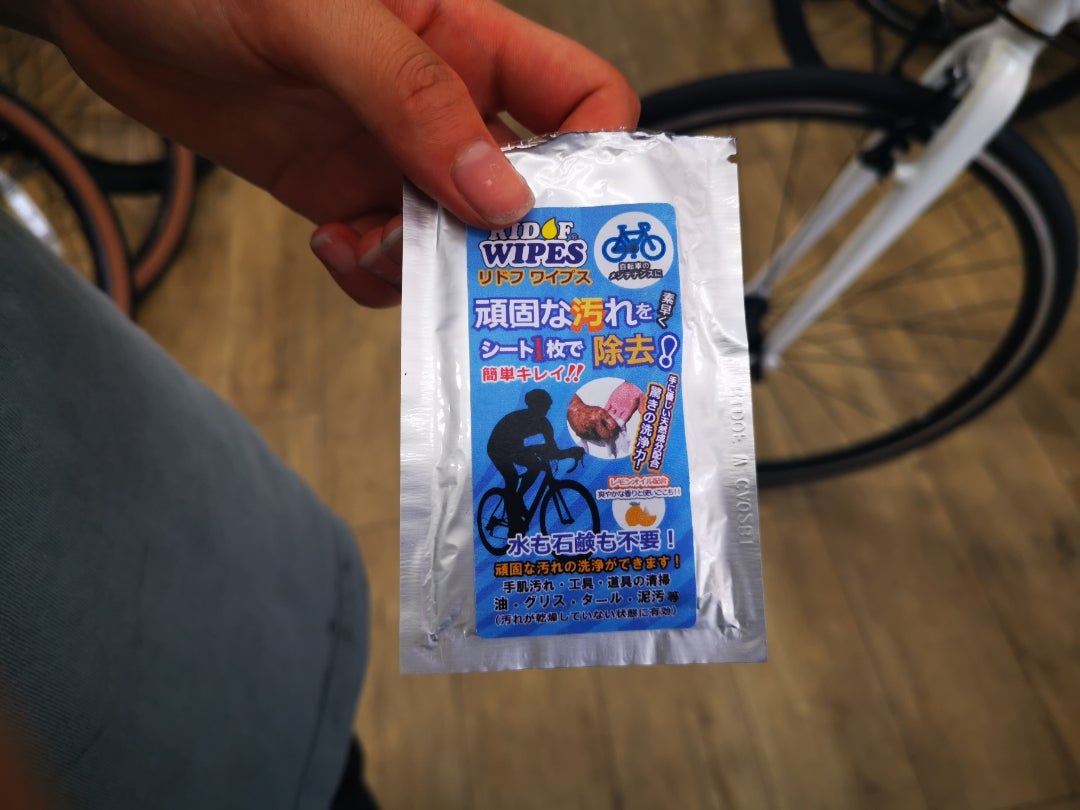 RIDOF
WIPES
リドフ ワイプス
自転車の
メンテナンスに
頑固な汚れを
素早く
シート1枚で 除去!
簡単キレイ!!
手に優しい天然成分配合
驚きの洗浄力!
レモンオイル配合
爽やかな香りと使いごこち!!
水も石鹸も不要!
頑固な汚れの洗浄ができます!
手肌汚れ・工具・道具の清掃
油・グリス・タール・泥汚等
(汚れが乾燥していない状態に有効)